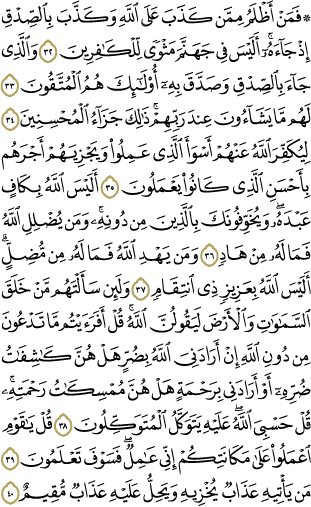 ۞ فَمَنْ أَظْلَمُ مِمَّن كَذَبَ عَلَى ٱللَّهِ وَكَذَّبَ بِٱلصِّدْقِ
إِذْ جَآءَهُۥٓ ۚ أَلَيْسَ فِى جَهَنَّمَ مَثْوًى لِّلْكَـٰفِرِينَ ٣٢ وَٱلَّذِى
جَآءَ بِٱلصِّدْقِ وَصَدَّقَ بِهِۦٓ ۙ أُو۟لَـٰٓئِكَ هُمُ ٱلْمُتَّقُونَ ٣٣
لَهُم مَّا يَشَآءُونَ عِندَ رَبِّهِمْ ۚ ذَٰلِكَ جَزَآءُ ٱلْمُحْسِنِينَ ٣٤
لِيُكَفِّرَ ٱللَّهُ عَنْهُمْ أَسْوَأَ ٱلَّذِى عَمِلُوا۟ وَيَجْزِيَهُمْ أَجْرَهُم
بِأَحْسَنِ ٱلَّذِى كَانُوا۟ يَعْمَلُونَ ٣٥ أَلَيْسَ ٱللَّهُ بِكَافٍ
عَبْدَهُۥ ۖ وَيُخَوِّفُونَكَ بِٱلَّذِينَ مِن دُونِهِۦ ۚ وَمَن يُضْلِلِ ٱللَّهُ
فَمَا لَهُۥ مِنْ هَادٍ ٣٦ وَمَن يَهْدِ ٱللَّهُ فَمَا لَهُۥ مِن مُّضِلٍّ ۗ
أَلَيْسَ ٱللَّهُ بِعَزِيزٍ ذِى ٱنتِقَامٍ ٣٧ وَلَئِن سَأَلْتَهُم مَّنْ خَلَقَ
ٱلسَّمَـٰوَٰتِ وَٱلْأَرْضَ لَيَقُولُنَّ ٱللَّهُ ۚ قُلْ أَفَرَءَيْتُم مَّا تَدْعُونَ
مِن دُونِ ٱللَّهِ إِنْ أَرَادَنِىَ ٱللَّهُ بِضُرٍّ هَلْ هُنَّ كَـٰشِفَـٰتُ
ضُرِّهِۦٓ أَوْ أَرَادَنِى بِرَحْمَةٍ هَلْ هُنَّ مُمْسِكَـٰتُ رَحْمَتِهِۦ ۚ
قُلْ حَسْبِىَ ٱللَّهُ ۖ عَلَيْهِ يَتَوَكَّلُ ٱلْمُتَوَكِّلُونَ ٣٨ قُلْ يَـٰقَوْمِ
ٱعْمَلُوا۟ عَلَىٰ مَكَانَتِكُمْ إِنِّى عَـٰمِلٌ ۖ فَسَوْفَ تَعْلَمُونَ ٣٩
مَن يَأْتِيهِ عَذَابٌ يُخْزِيهِ وَيَحِلُّ عَلَيْهِ عَذَابٌ مُّقِيمٌ ٤٠